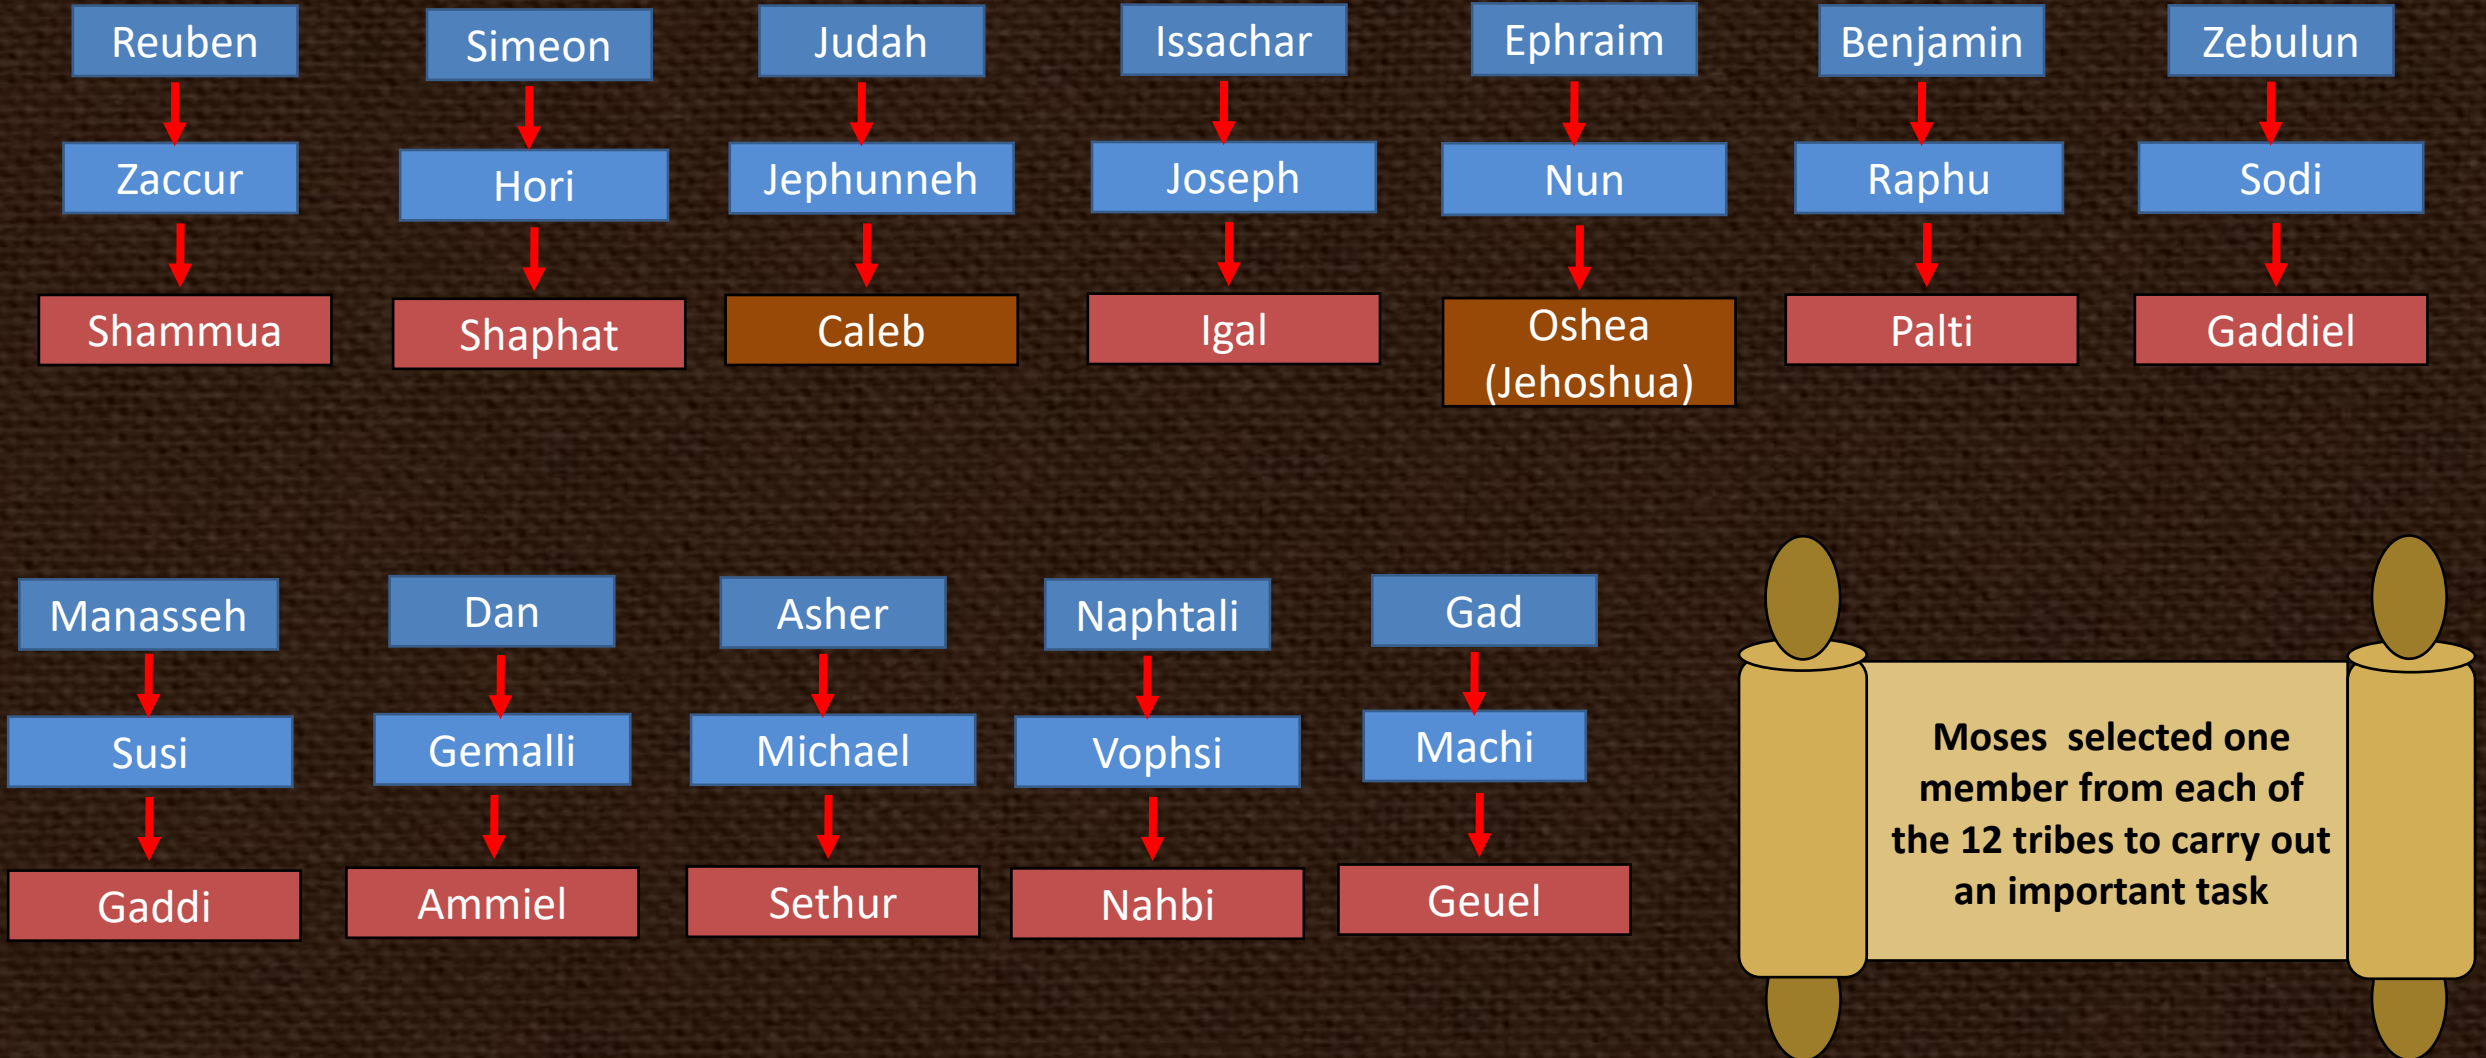 Reuben
Simeon
Judah
Issachar
Ephraim
Benjamin
Zebulun
Zaccur
Hori
Jephunneh
Joseph
Nun
Raphu
Sodi
Shammua
Shaphat
Caleb
Igal
Oshea
(Jehoshua)
Palti
Gaddiel
Manasseh
Dan
Asher
Naphtali
Gad
Susi
Gemalli
Michael
Vophsi
Machi
Gaddi
Ammiel
Sethur
Nahbi
Geuel
Moses selected one
member from each of
the 12 tribes to carry out
an important task